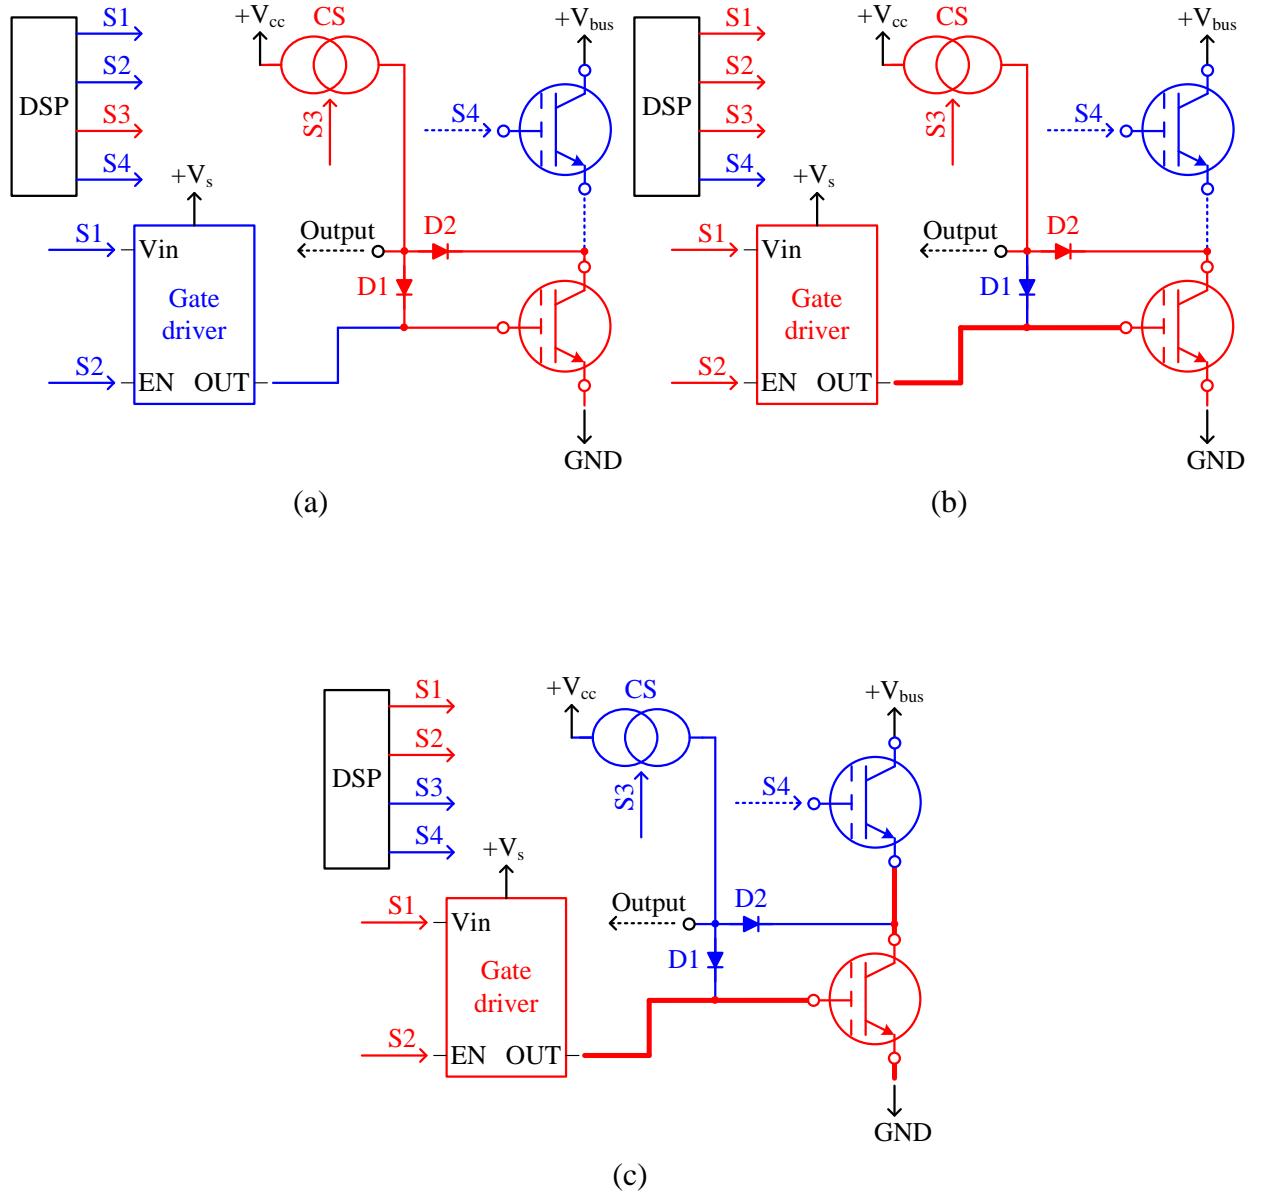 S1
S2
S3
S4
DSP
+Vcc
CS
S3
+Vbus
S4
+Vs
S1
Vin
Gate
driver
S2
EN OUT
Output
D2
D1
GND
(a)
S1
S2
S3
S4
DSP
+Vcc
CS
S3
+Vbus
S4
+Vs
S1
Vin
Gate
driver
S2
EN OUT
Output
D2
D1
GND
(b)
S1
S2
S3
S4
DSP
+Vcc
CS
S3
+Vbus
S4
+Vs
S1
Vin
Gate
driver
S2
EN OUT
Output
D2
D1
GND
(c)